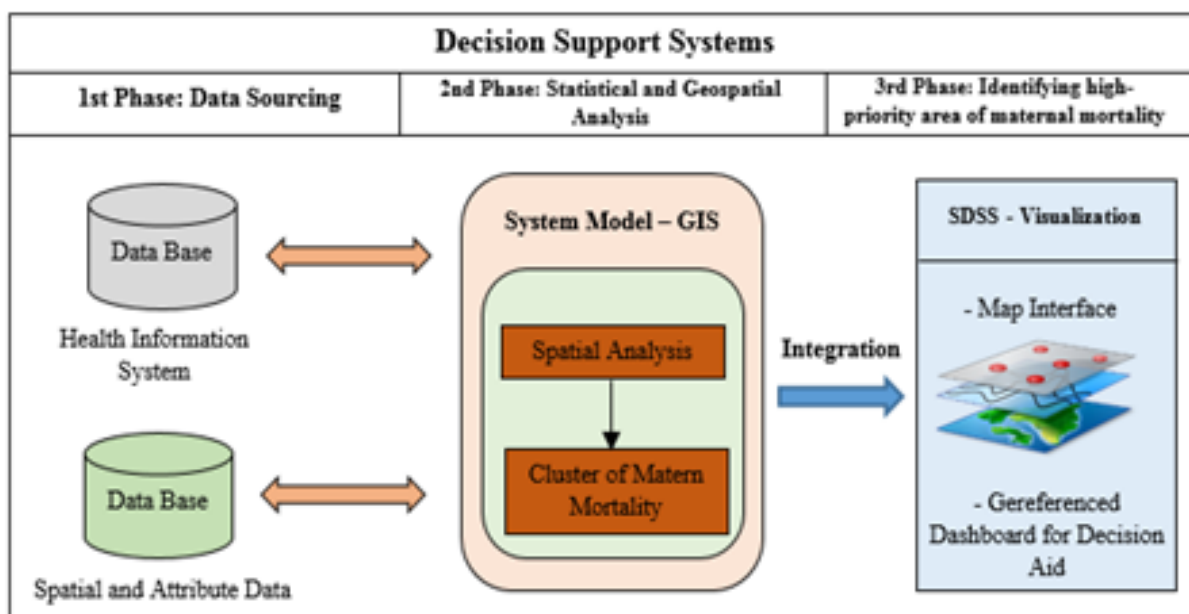 Decision Support Systems
1st Phase: Data Sourcing
2nd Phase: Statistical and Geospatial
Analysis
3rd Phase: Identifying high-
priority area of maternal mortality
Data Base
Health Information
System
Data Base
Spatial and Attribute Data
System Model – GIS
Spatial Analysis
Cluster of Matern
Mortality
Integration
SDSS - Visualization
- Map Interface
- Gereferenced
Dashboard for Decision
Aid